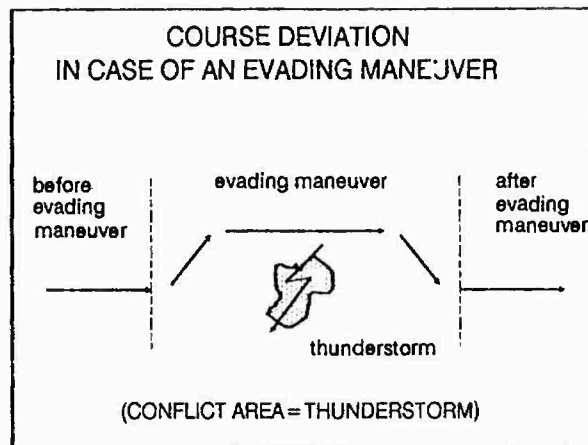 COURSE DEVIATION
IN CASE OF AN EVADING MANEUVER
before
evading
maneuver
evading maneuver
after
evading
maneuver
thunderstorm
(CONFLICT AREA = THUNDERSTORM)